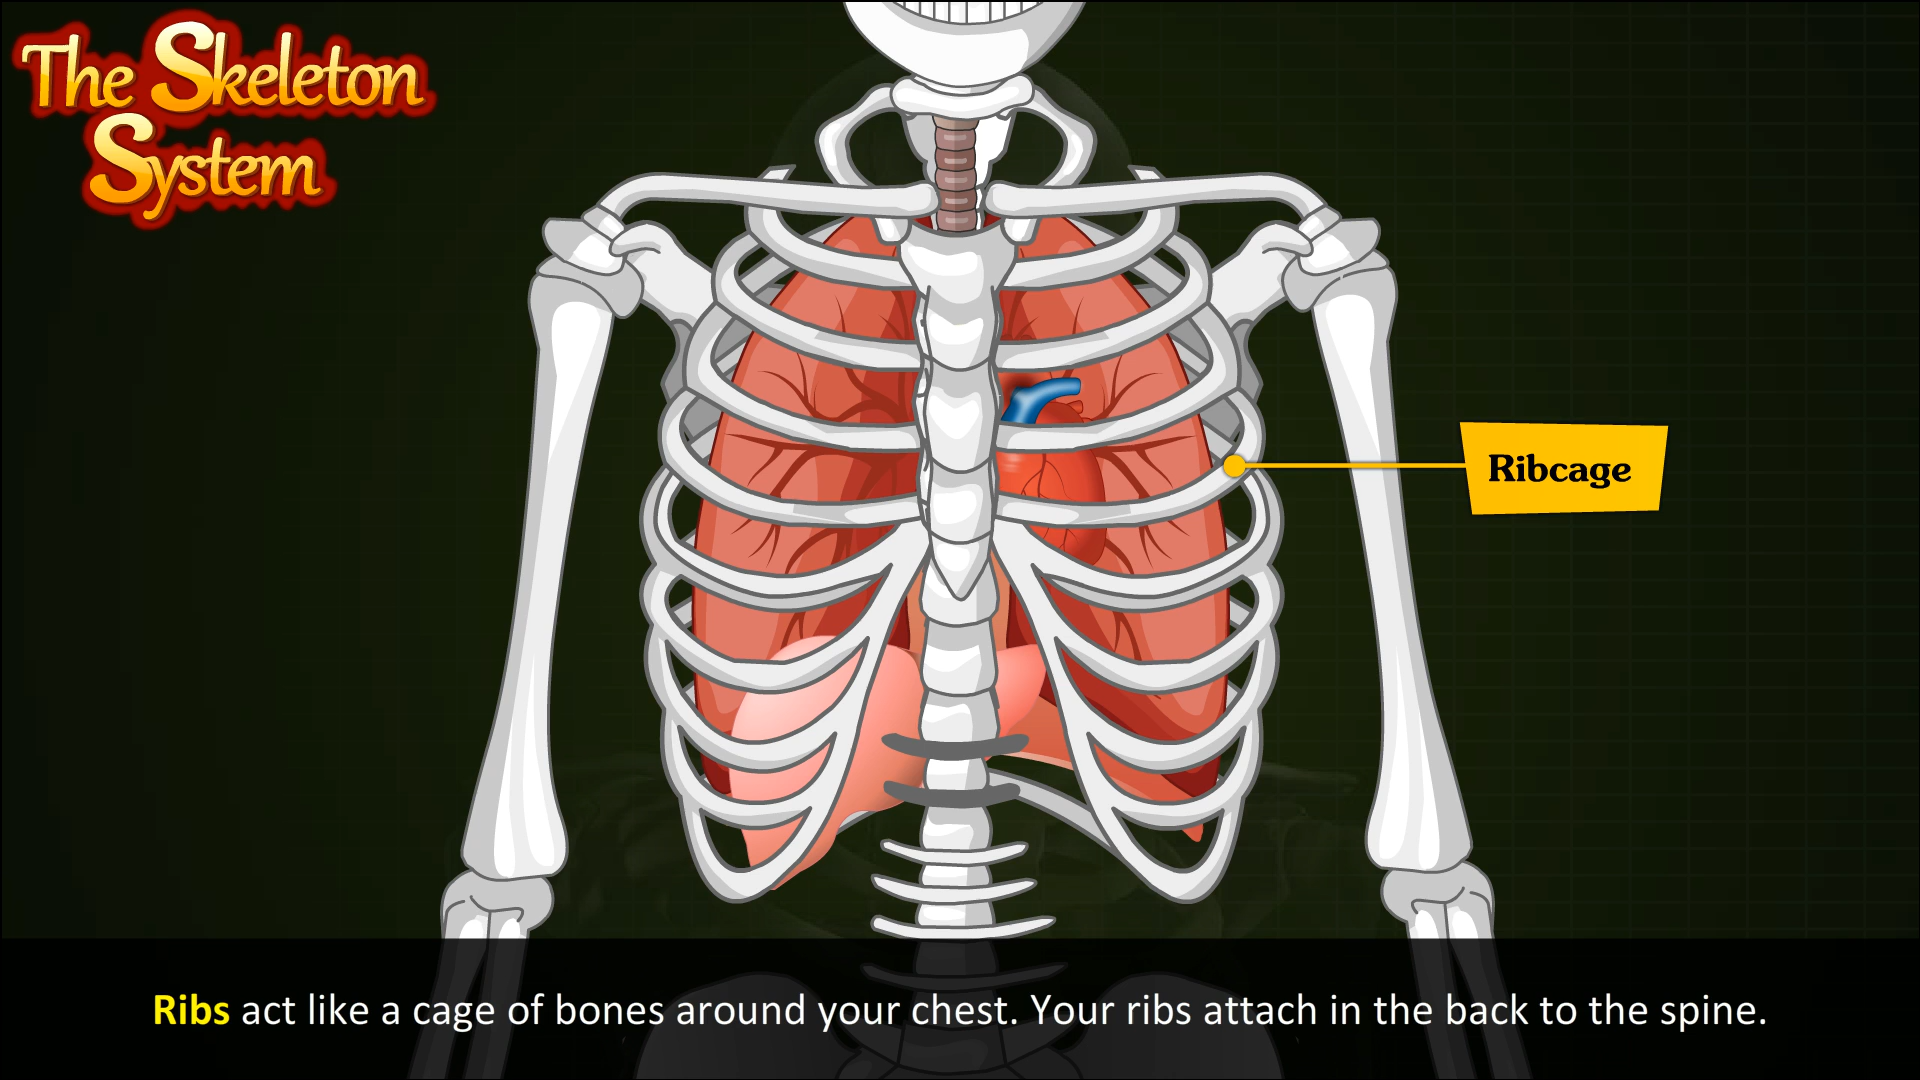 The Skeleton
System
Ribcage
Ribs act like a cage of bones around your chest. Your ribs attach in the back to the spine.